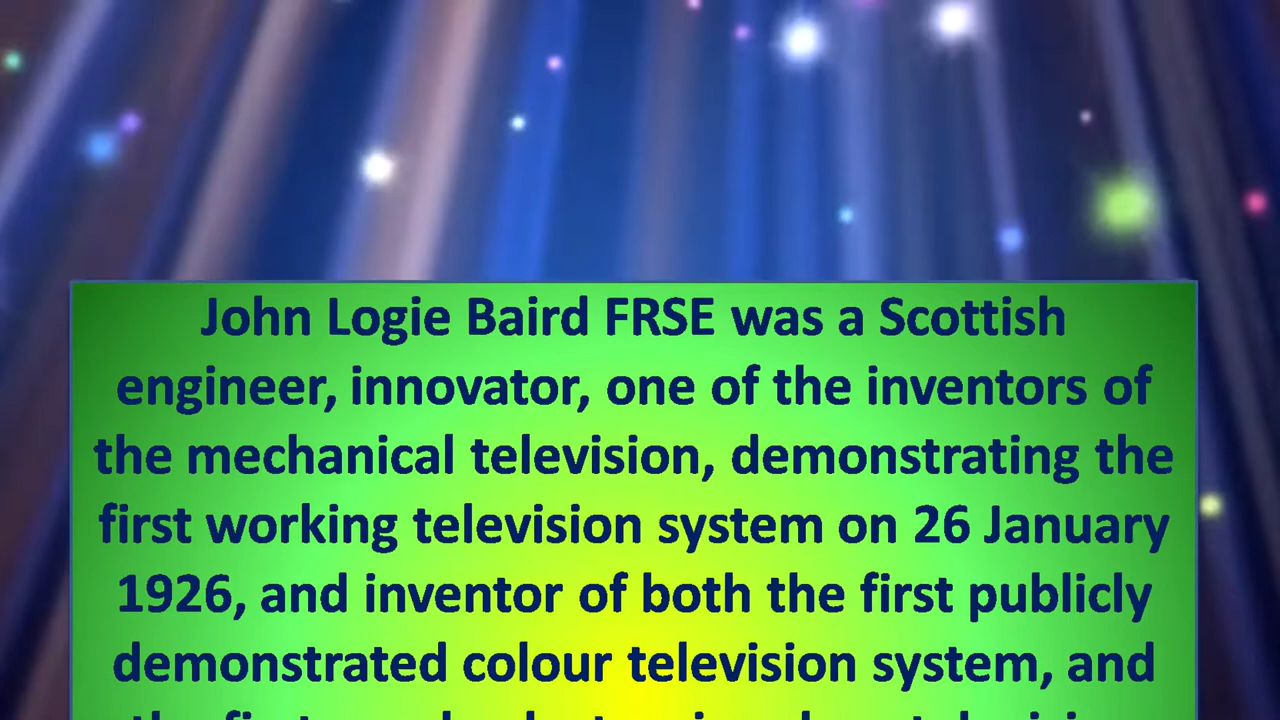 John Logie Baird FRSE was a Scottish
engineer, innovator, one of the inventors of
the mechanical television, demonstrating the
first working television system on 26 January
1926, and inventor of both the first publicly
demonstrated colour television system, and
the first